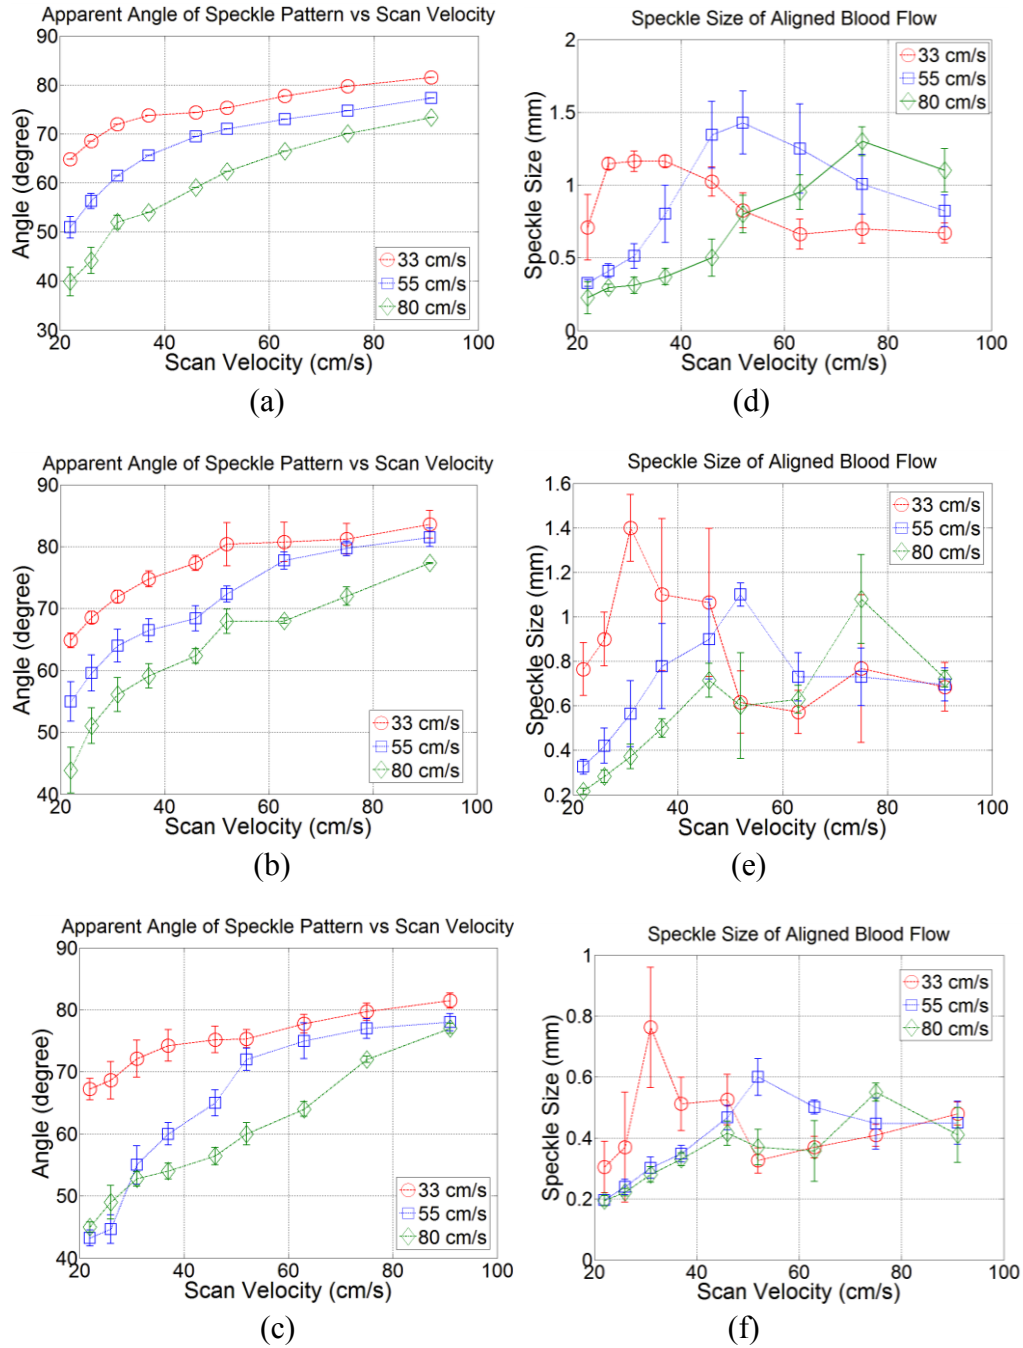 Apparent Angle of Speckle Pattern vs Scan Velocity
90
80
70
60
50
40
30
20
40
60
80
100
Angle (degree)
Scan Velocity (cm/s)
33 cm/s
55 cm/s
80 cm/s
(a)
Speckle Size of Aligned Blood Flow
2
1.5
1
0.5
0
20
40
60
80
100
Speckle Size (mm)
Scan Velocity (cm/s)
33 cm/s
55 cm/s
80 cm/s
(d)
Apparent Angle of Speckle Pattern vs Scan Velocity
90
80
70
60
50
40
20
40
60
80
100
Angle (degree)
Scan Velocity (cm/s)
33 cm/s
55 cm/s
80 cm/s
(b)
Speckle Size of Aligned Blood Flow
1.6
1.4
1.2
1
0.8
0.6
0.4
0.2
20
40
60
80
100
Speckle Size (mm)
Scan Velocity (cm/s)
33 cm/s
55 cm/s
80 cm/s
(e)
Apparent Angle of Speckle Pattern vs Scan Velocity
90
80
70
60
50
40
20
40
60
80
100
Angle (degree)
Scan Velocity (cm/s)
33 cm/s
55 cm/s
80 cm/s
(c)
Speckle Size of Aligned Blood Flow
1
0.8
0.6
0.4
0.2
0
20
40
60
80
100
Speckle Size (mm)
Scan Velocity (cm/s)
33 cm/s
55 cm/s
80 cm/s
(f)